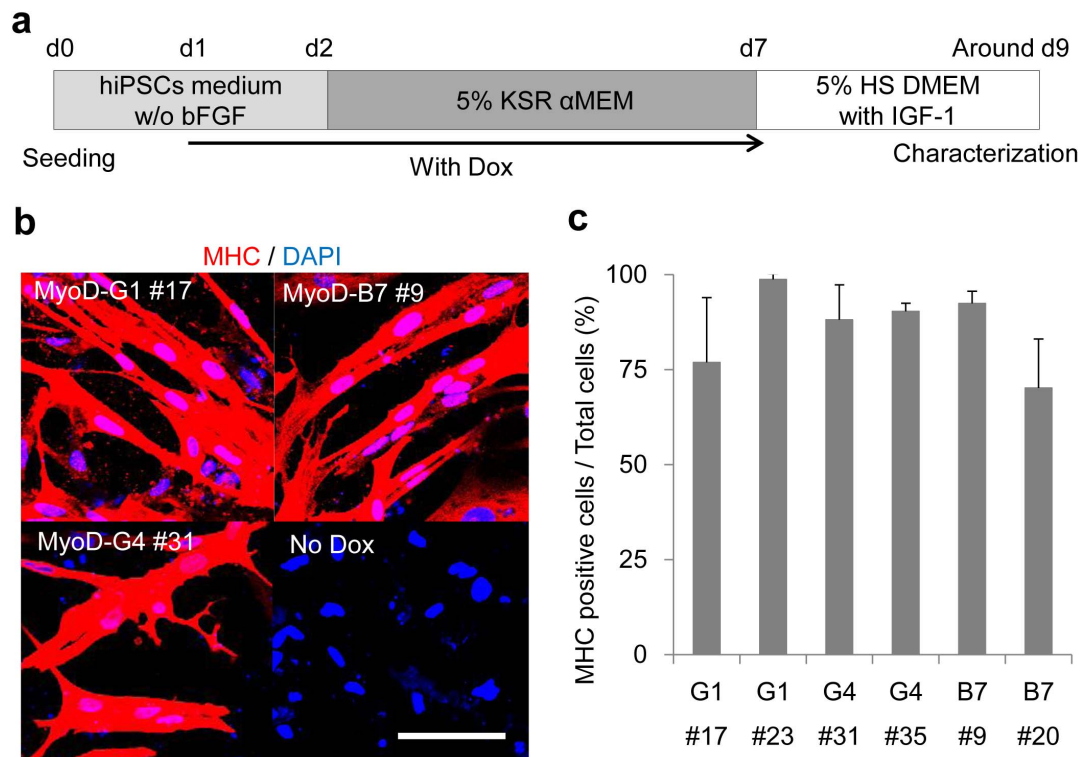 a
d0 d1 d2 d7 Around d9
hiPSCs medium
w/o bFGF
5% KSR αMEM
5% HS DMEM
with IGF-1
Seeding
With Dox
Characterization
b
MHC / DAPI
MyoD-G1 #17
MyoD-B7 #9
MyoD-G4 #31
No Dox
c
MHC positive cells / Total cells (%)
100
75
50
25
0
G1 G1 G4 G4 B7 B7
#17 #23 #31 #35 #9 #20